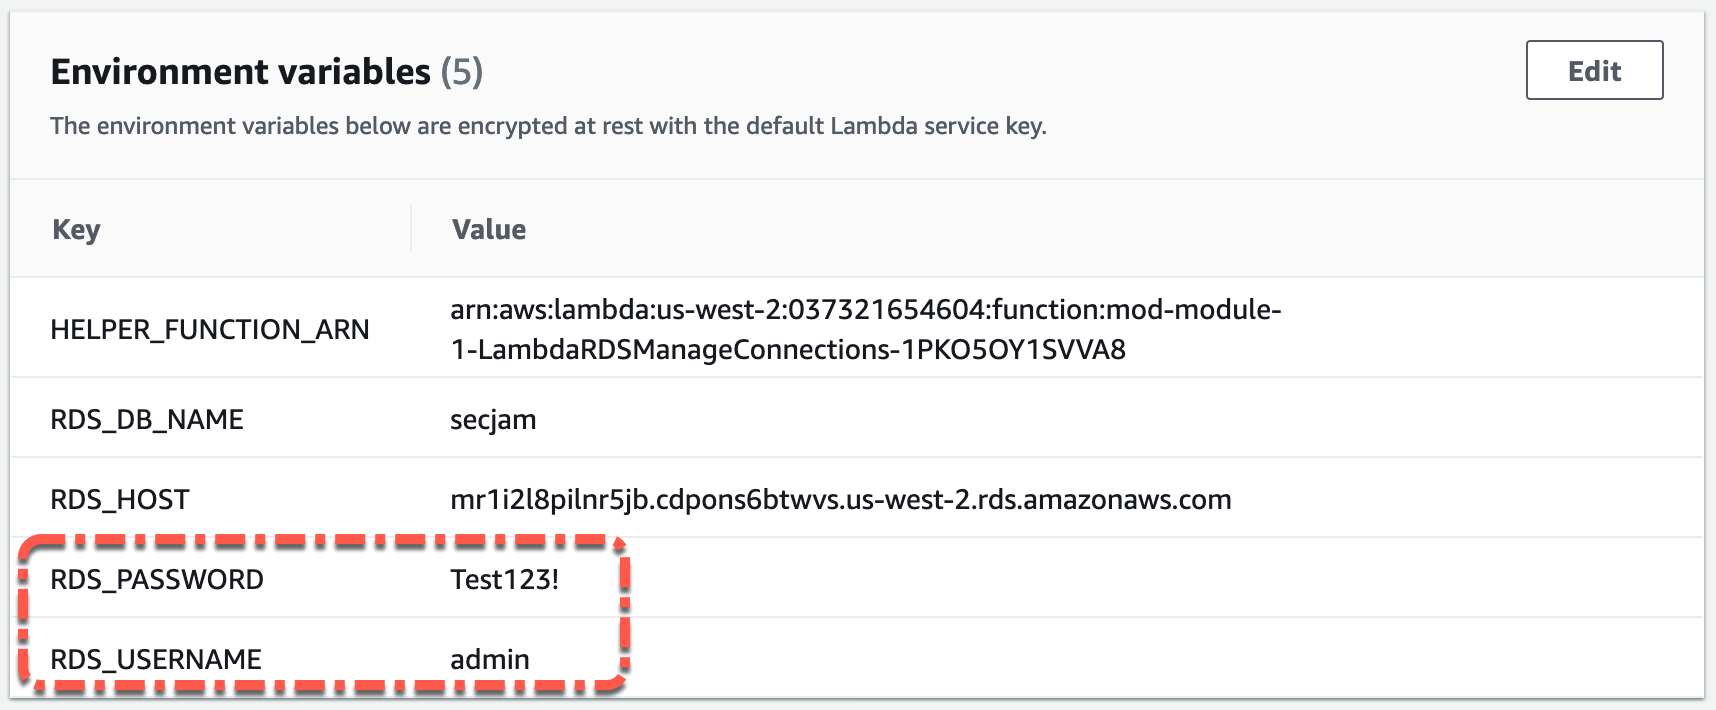 Environment variables (5)
Edit
The environment variables below are encrypted at rest with the default Lambda service key.
Key Value
HELPER_FUNCTION_ARN arn:aws:lambda:us-west-2:037321654604:function:mod-module-
1-LambdaRDSManageConnections-1PKO5OY1SVVA8
RDS_DB_NAME secjam
RDS_HOST mr1i2l8pilnr5jb.cdpons6btwvs.us-west-2.rds.amazonaws.com
RDS_PASSWORD Test123!
RDS_USERNAME admin